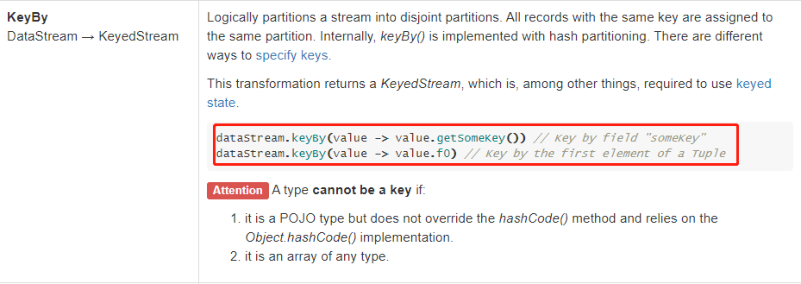 KeyBy
DataStream → KeyedStream
Logically partitions a stream into disjoint partitions. All records with the same key are assigned to
the same partition. Internally, keyBy() is implemented with hash partitioning. There are different
ways to specify keys.
This transformation returns a KeyedStream, which is, among other things, required to use keyed
state.
dataStream.keyBy(value -> value.getSomeKey()) // Key by field "someKey"
dataStream.keyBy(value -> value.f0) // Key by the first element of a Tuple
Attention A type cannot be a key if:
1. it is a POJO type but does not override the hashCode() method and relies on the
Object.hashCode() implementation.
2. it is an array of any type.